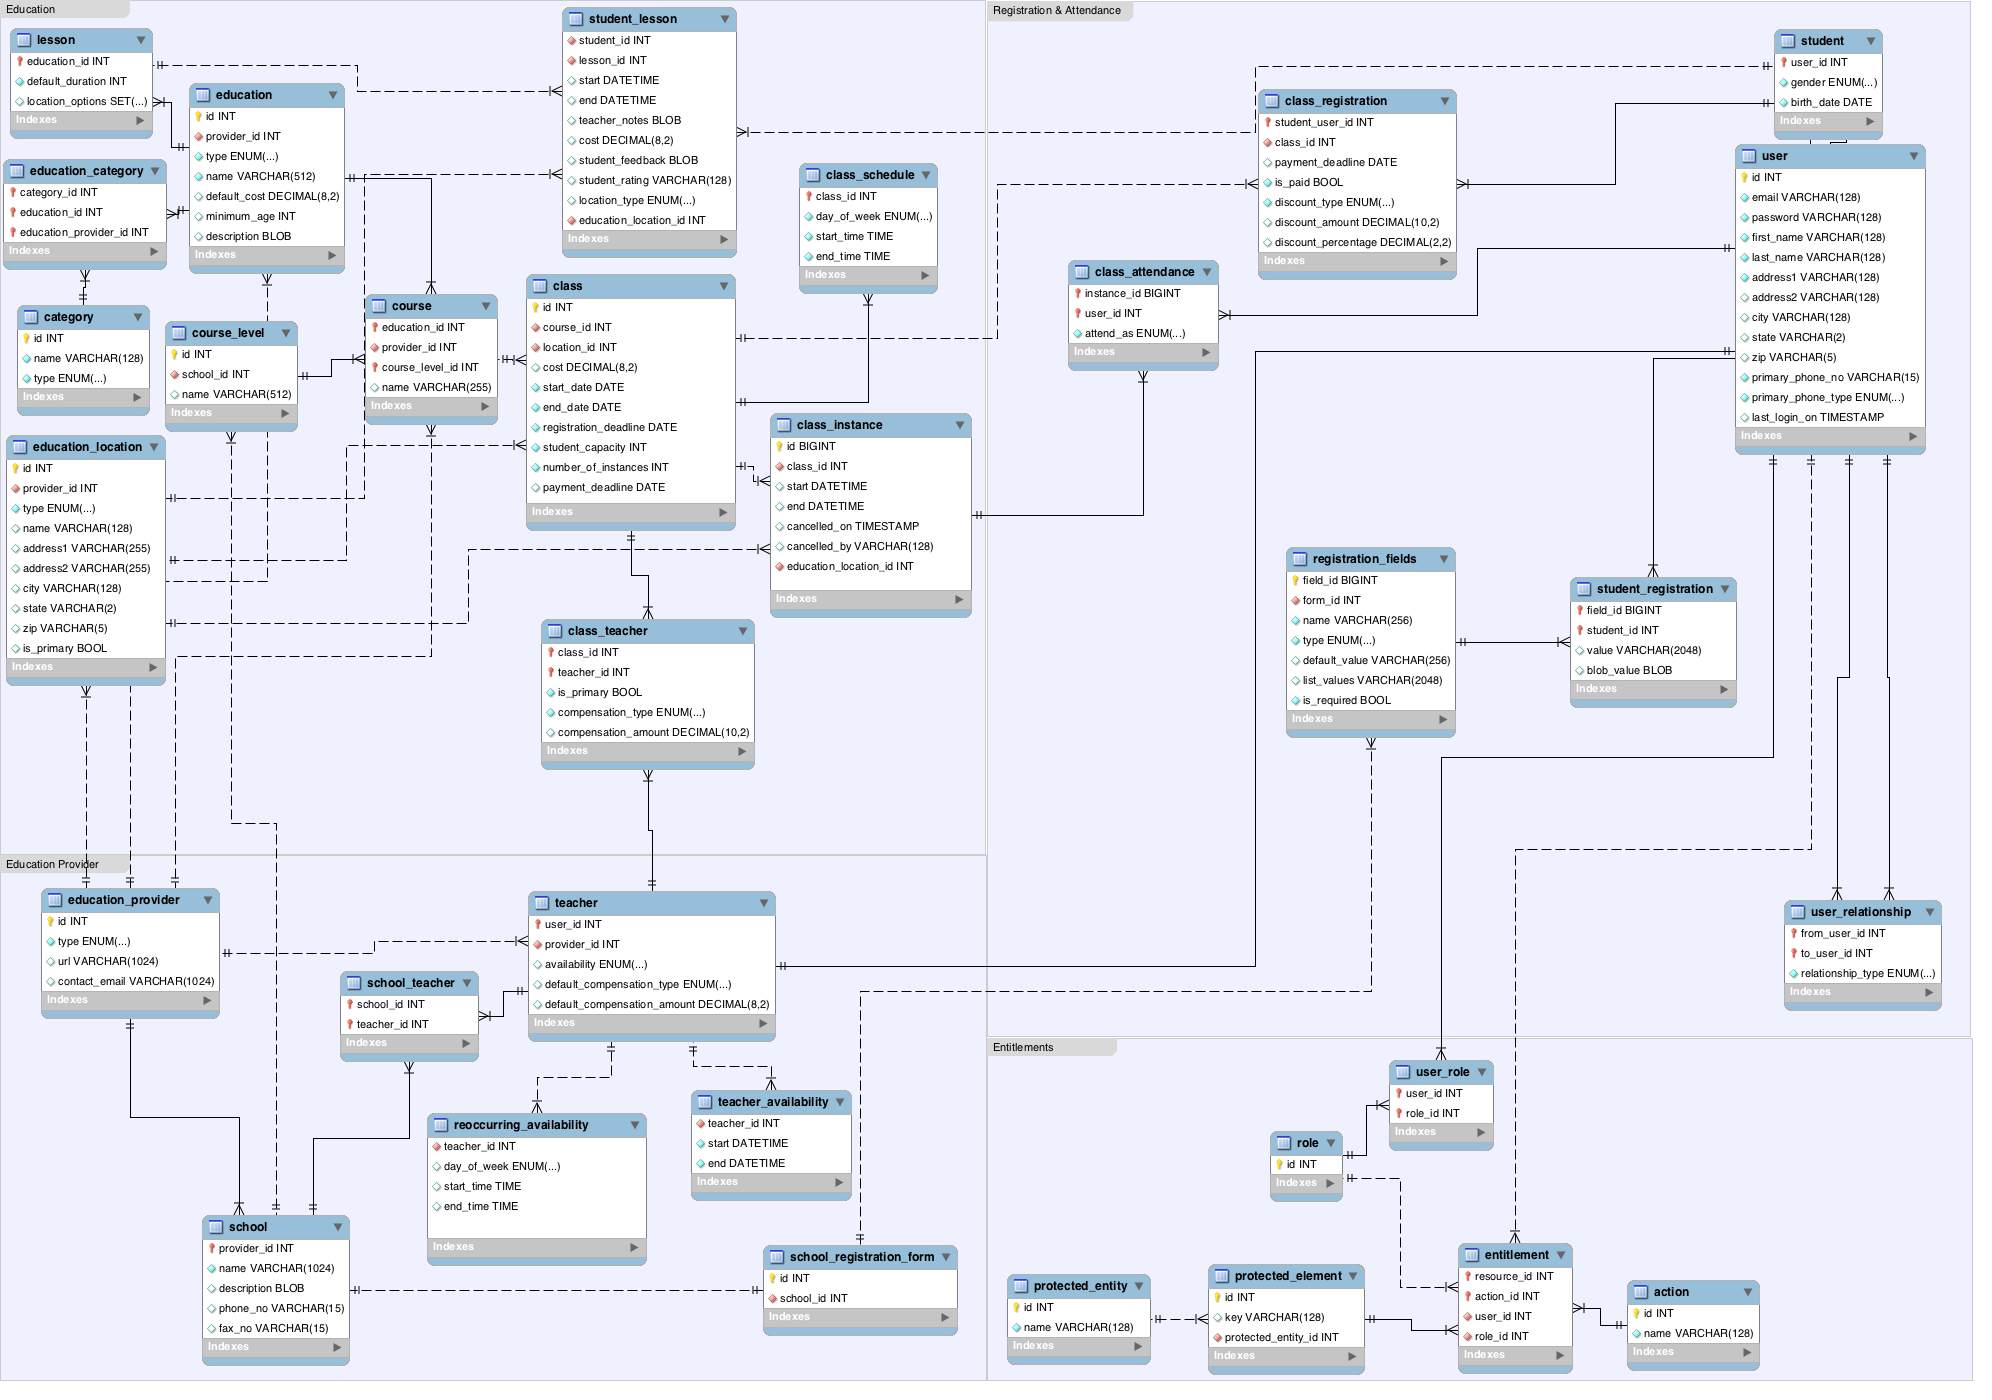 Education
lesson
education_id INT
default_duration INT
location_options SET(...)
Indexes
education
id INT
provider_id INT
type ENUM(...)
name VARCHAR(512)
default_cost DECIMAL(8,2)
minimum_age INT
description BLOB
Indexes
education_category
category_id INT
education_id INT
education_provider_id INT
Indexes
category
id INT
name VARCHAR(128)
type ENUM(...)
Indexes
course_level
id INT
school_id INT
name VARCHAR(512)
Indexes
course
education_id INT
provider_id INT
course_level_id INT
name VARCHAR(255)
Indexes
education_location
id INT
provider_id INT
type ENUM(...)
name VARCHAR(128)
address1 VARCHAR(255)
address2 VARCHAR(255)
city VARCHAR(128)
state VARCHAR(2)
zip VARCHAR(5)
is_primary BOOL
Indexes
student_lesson
student_id INT
lesson_id INT
start DATETIME
end DATETIME
teacher_notes BLOB
cost DECIMAL(8,2)
student_feedback BLOB
student_rating VARCHAR(128)
location_type ENUM(...)
education_location_id INT
Indexes
class
id INT
course_id INT
location_id INT
cost DECIMAL(8,2)
start_date DATE
end_date DATE
registration_deadline DATE
student_capacity INT
number_of_instances INT
payment_deadline DATE
Indexes
class_schedule
class_id INT
day_of_week ENUM(...)
start_time TIME
end_time TIME
Indexes
class_instance
id BIGINT
class_id INT
start DATETIME
end DATETIME
cancelled_on TIMESTAMP
cancelled_by VARCHAR(128)
education_location_id INT
Indexes
class_teacher
class_id INT
teacher_id INT
is_primary BOOL
compensation_type ENUM(...)
compensation_amount DECIMAL(10,2)
Indexes
Registration & Attendance
student
user_id INT
gender ENUM(...)
birth_date DATE
Indexes
class_registration
student_user_id INT
class_id INT
payment_deadline DATE
is_paid BOOL
discount_type ENUM(...)
discount_amount DECIMAL(10,2)
discount_percentage DECIMAL(2,2)
Indexes
user
id INT
email VARCHAR(128)
password VARCHAR(128)
first_name VARCHAR(128)
last_name VARCHAR(128)
address1 VARCHAR(128)
address2 VARCHAR(128)
city VARCHAR(128)
state VARCHAR(2)
zip VARCHAR(5)
primary_phone_no VARCHAR(15)
primary_phone_type ENUM(...)
last_login_on TIMESTAMP
Indexes
class_attendance
instance_id BIGINT
user_id INT
attend_as ENUM(...)
Indexes
registration_fields
field_id BIGINT
form_id INT
name VARCHAR(256)
type ENUM(...)
default_value VARCHAR(256)
list_values VARCHAR(2048)
is_required BOOL
Indexes
student_registration
field_id BIGINT
student_id INT
value VARCHAR(2048)
blob_value BLOB
Indexes
user_relationship
from_user_id INT
to_user_id INT
relationship_type ENUM(...)
Indexes
Education Provider
education_provider
id INT
type ENUM(...)
url VARCHAR(1024)
contact_email VARCHAR(1024)
Indexes
teacher
user_id INT
provider_id INT
availability ENUM(...)
default_compensation_type ENUM(...)
default_compensation_amount DECIMAL(8,2)
Indexes
school_teacher
school_id INT
teacher_id INT
Indexes
reoccurring_availability
teacher_id INT
day_of_week ENUM(...)
start_time TIME
end_time TIME
Indexes
teacher_availability
teacher_id INT
start DATETIME
end DATETIME
Indexes
school
provider_id INT
name VARCHAR(1024)
description BLOB
phone_no VARCHAR(15)
fax_no VARCHAR(15)
Indexes
school_registration_form
id INT
school_id INT
Indexes
Entitlements
user_role
user_id INT
role_id INT
Indexes
role
id INT
Indexes
protected_entity
id INT
name VARCHAR(128)
Indexes
protected_element
id INT
key VARCHAR(128)
protected_entity_id INT
Indexes
entitlement
resource_id INT
action_id INT
user_id INT
role_id INT
Indexes
action
id INT
name VARCHAR(128)
Indexes